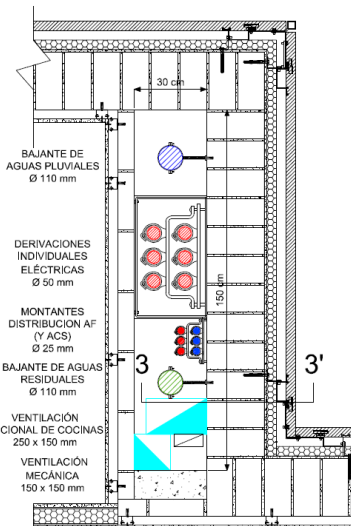 30 cm
BAJANTE DE
AGUAS PLUVIALES
Ø 110 mm
DERIVACIONES
INDIVIDUALES
ELÉCTRICAS
Ø 50 mm
150 cm
MONTANTES
DISTRIBUCION AF
(Y ACS)
Ø 25 mm
3
3'
BAJANTE DE AGUAS
RESIDUALES
Ø 110 mm
VENTILACIÓN
CIONAL DE COCINAS
250 x 150 mm
VENTILACIÓN
MECÁNICA
150 x 150 mm